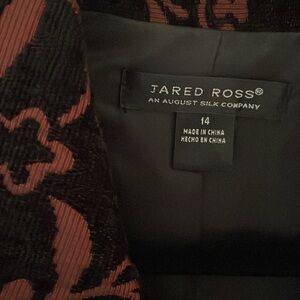 JARED ROSS®
AN AUGUST SILK COMPANY
14
MADE IN CHINA
HECHO EN CHINA